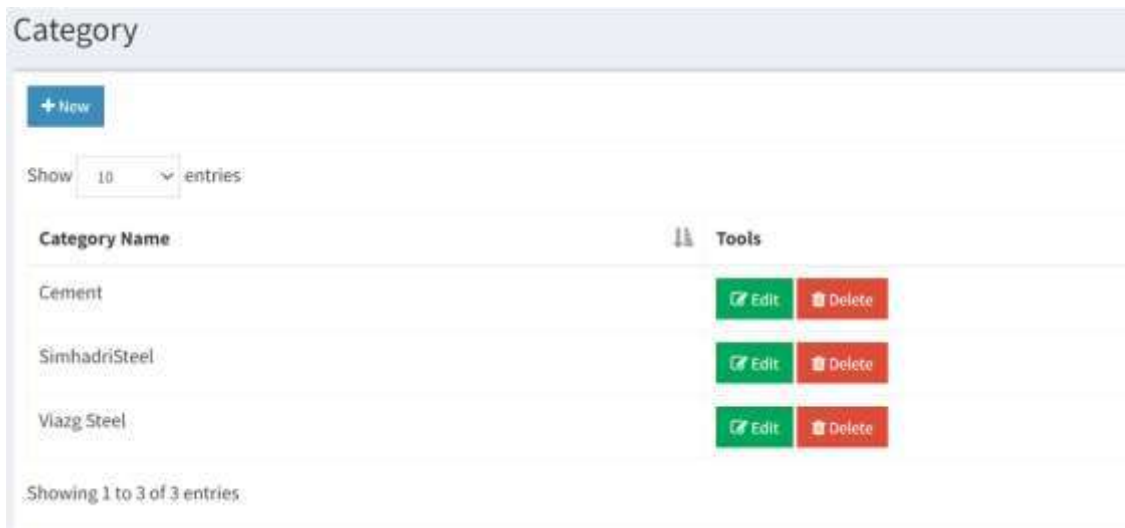 Category
+ New
Show 10 entries
Category Name Tools
Cement Edit Delete
SimhadriSteel Edit Delete
Viazg Steel Edit Delete
Showing 1 to 3 of 3 entries